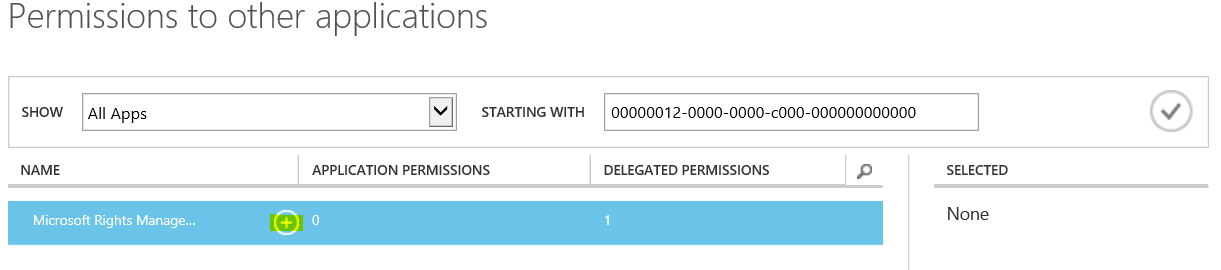 Permissions to other applications
SHOW All Apps STARTING WITH 00000012-0000-0000-c000-000000000000
NAME APPLICATION PERMISSIONS DELEGATED PERMISSIONS SELECTED
Microsoft Rights Manage... 0 1 None